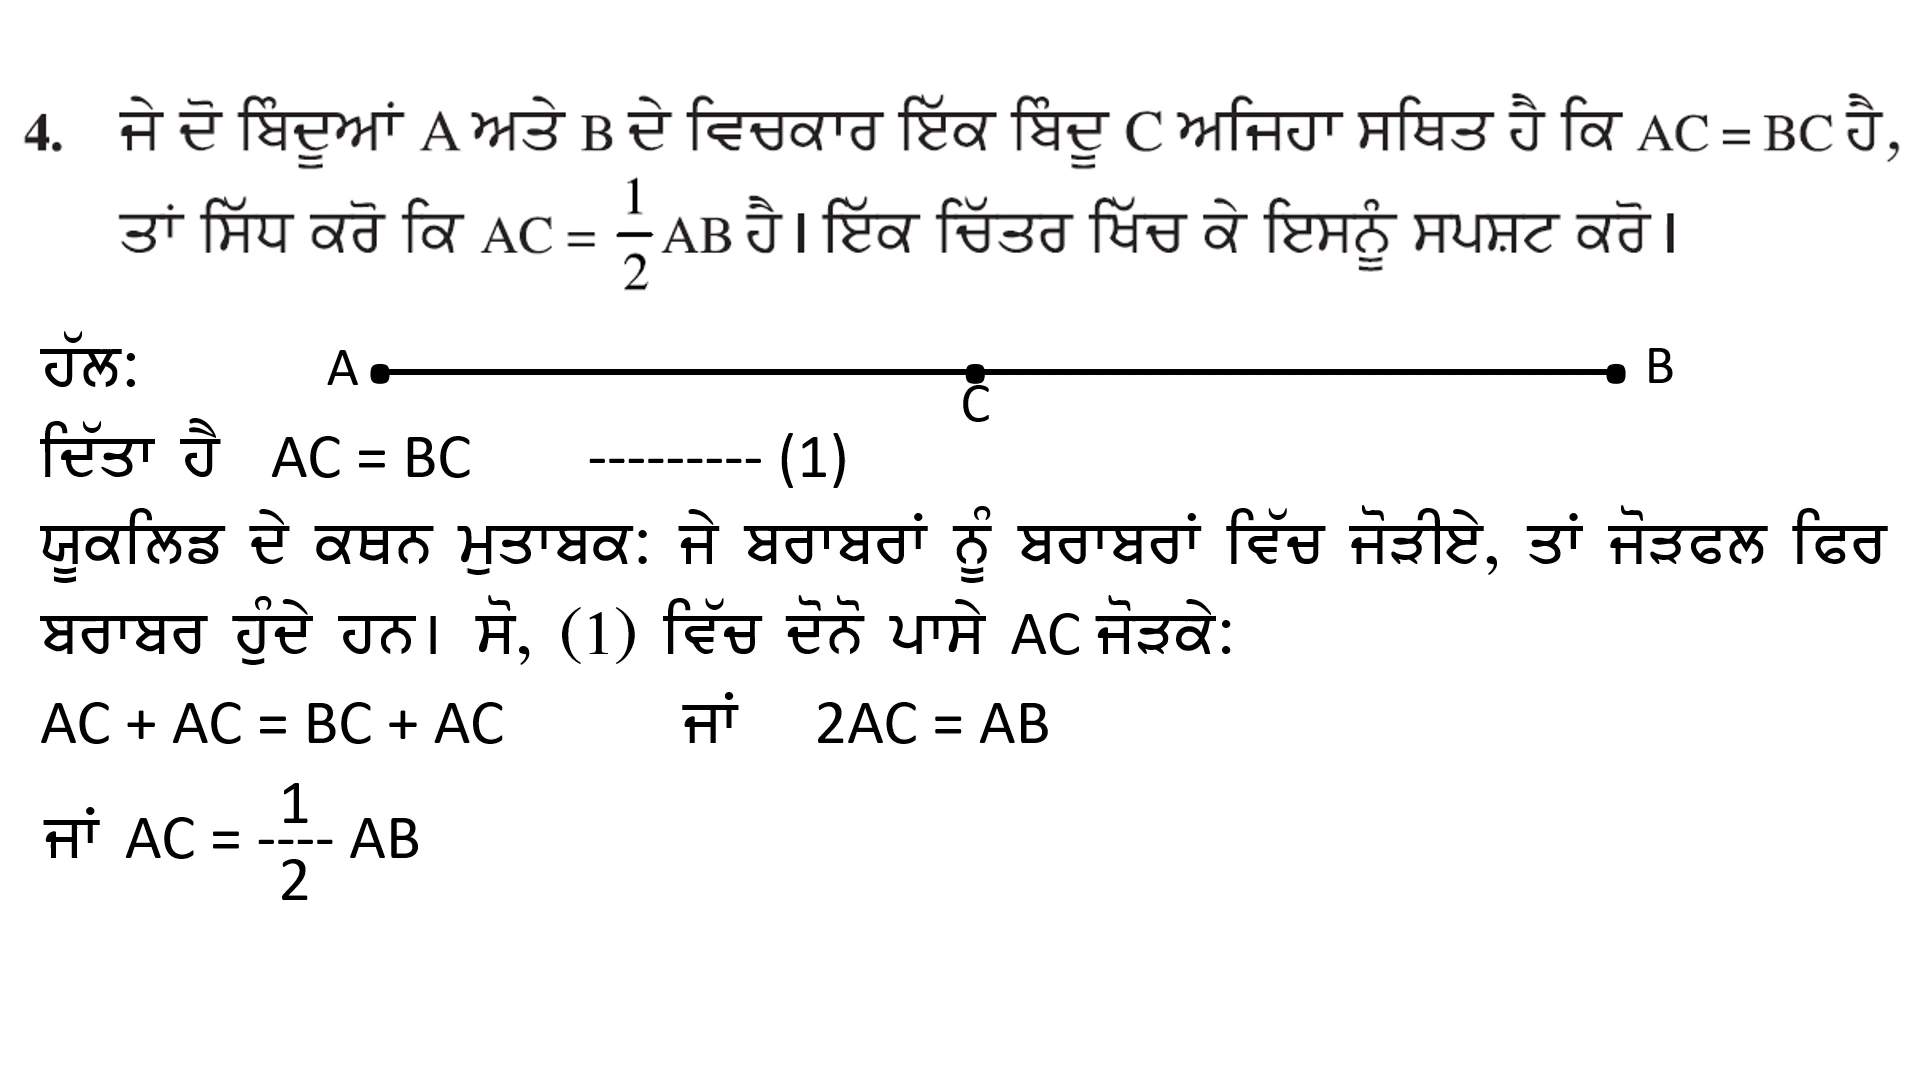 4. ਜੇ ਦੋ ਬਿੰਦੂਆਂ A ਅਤੇ B ਦੇ ਵਿਚਕਾਰ ਇੱਕ ਬਿੰਦੂ C ਅਜਿਹਾ ਸਥਿਤ ਹੈ ਕਿ AC = BC ਹੈ,
ਤਾਂ ਸਿੱਧ ਕਰੋ ਕਿ AC = 1/2 AB ਹੈ। ਇੱਕ ਚਿੱਤਰ ਖਿੱਚ ਕੇ ਇਸਨੂੰ ਸਪਸ਼ਟ ਕਰੋ।
ਹੱਲ: A B
C
ਦਿੱਤਾ ਹੈ AC = BC --------- (1)
ਯੂਕਲਿਡ ਦੇ ਕਥਨ ਮੁਤਾਬਕ: ਜੇ ਬਰਾਬਰਾਂ ਨੂੰ ਬਰਾਬਰਾਂ ਵਿੱਚ ਜੋੜੀਏ, ਤਾਂ ਜੋੜਫਲ ਫਿਰ
ਬਰਾਬਰ ਹੁੰਦੇ ਹਨ। ਸੋ, (1) ਵਿੱਚ ਦੋਨੋ ਪਾਸੇ AC ਜੋੜਕੇ:
AC + AC = BC + AC ਜਾਂ 2AC = AB
ਜਾਂ AC = 1/2 AB